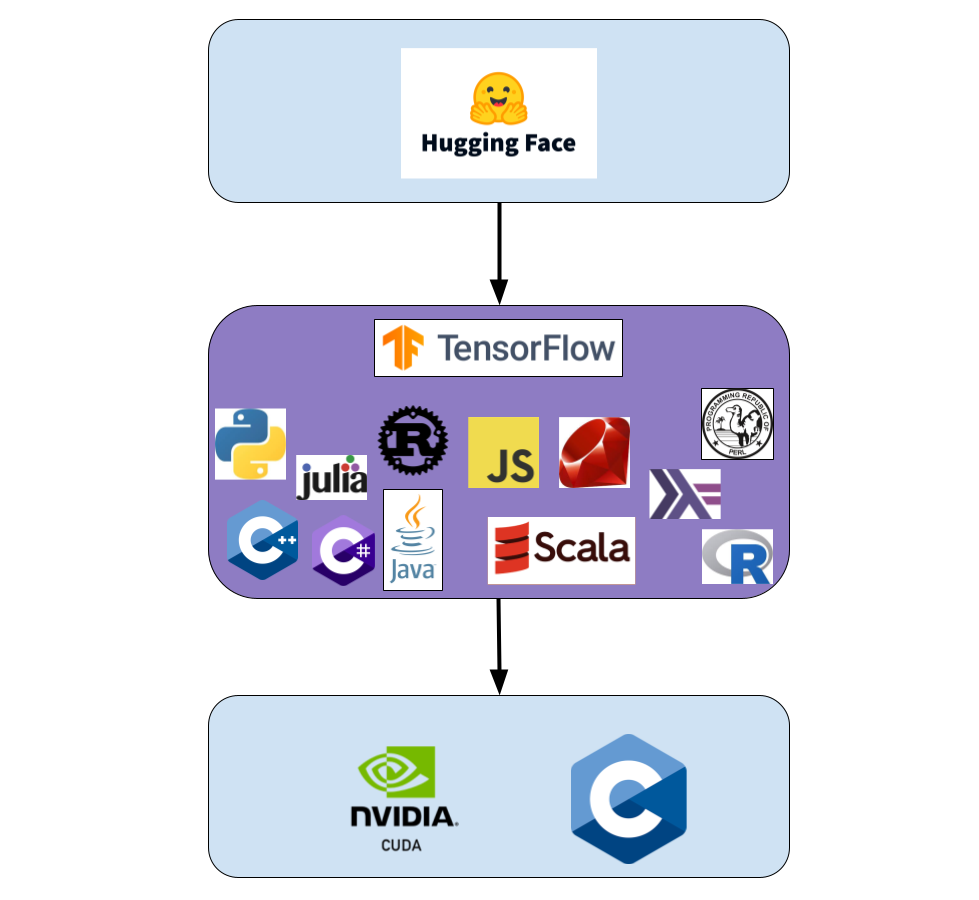 Hugging Face
TensorFlow
PROGRAMMING REPUBLIC OF
PERL
R
JS
julia
C++
C#
Java
Scala
R
NVIDIA.
CUDA
C